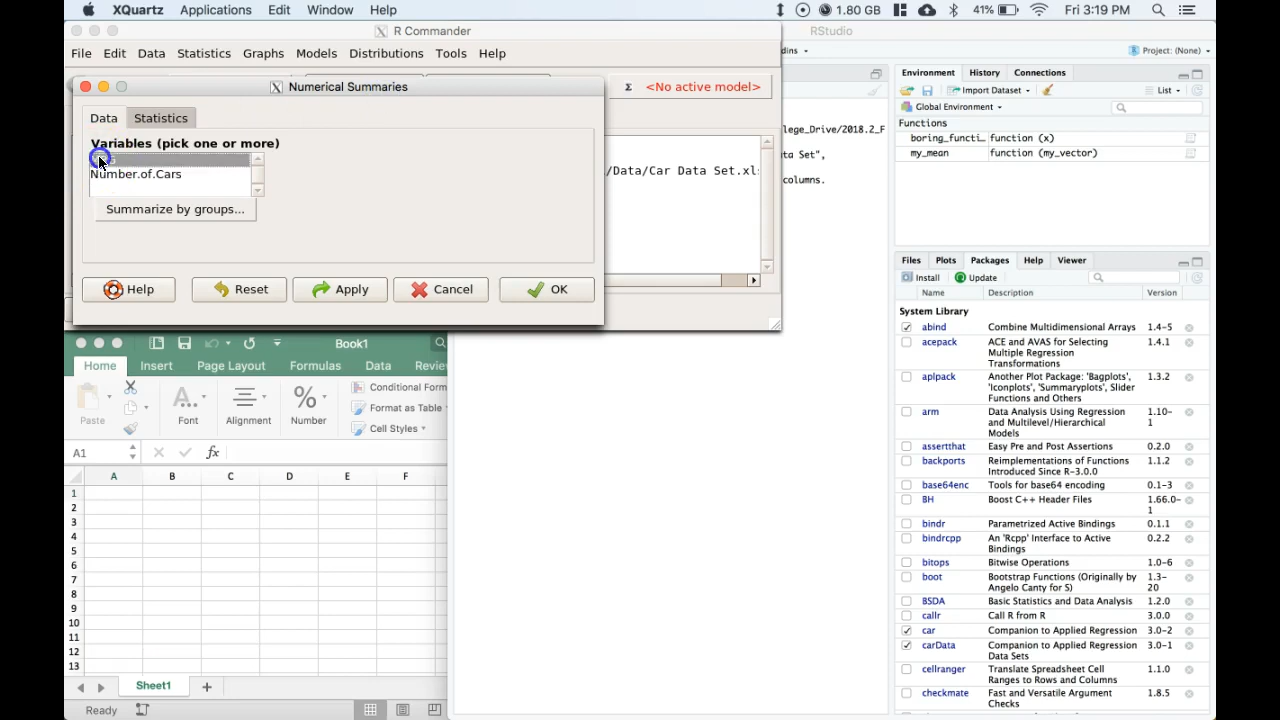 XQuartz Applications Edit Window Help 1.80 GB 41% Fri 3:19 PM
R Commander
RStudio
File Edit Data Statistics Graphs Models Distributions Tools Help
Project: (None)
Numerical Summaries
Σ <No active model>
Data Statistics
Variables (pick one or more)
Number.of.Cars
Summarize by groups...
Help Reset Apply Cancel OK
/Data/Car Data Set.xls
lege_Drive/2018.2_F
ta Set",
columns.
Environment History Connections
Import Dataset List
Global Environment
Functions
boring_functi… function (x)
my_mean function (my_vector)
Files Plots Packages Help Viewer
Install Update
Name Description Version
System Library
abind Combine Multidimensional Arrays 1.4-5
acepack ACE and AVAS for Selecting Multiple Regression Transformations 1.4.1
aplpack Another Plot Package: 'Bagplots', 'Iconplots', 'Summaryplots', Slider Functions and Others 1.3.2
arm Data Analysis Using Regression and Multilevel/Hierarchical Models 1.10-1
assertthat Easy Pre and Post Assertions 0.2.0
backports Reimplementations of Functions Introduced Since R-3.0.0 1.1.2
base64enc Tools for base64 encoding 0.1-3
BH Boost C++ Header Files 1.66.0-1
bindr Parametrized Active Bindings 0.1.1
bindrcpp An 'Rcpp' Interface to Active Bindings 0.2.2
bitops Bitwise Operations 1.0-6
boot Bootstrap Functions (Originally by Angelo Canty for S) 1.3-20
BSDA Basic Statistics and Data Analysis 1.2.0
callr Call R from R 3.0.0
car Companion to Applied Regression 3.0-2
carData Companion to Applied Regression Data Sets 3.0-1
cellranger Translate Spreadsheet Cell Ranges to Rows and Columns 1.1.0
checkmate Fast and Versatile Argument Checks 1.8.5
Book1
Home Insert Page Layout Formulas Data Review
Paste Font Alignment Number
Conditional Form
Format as Table
Cell Styles
A1 fx
A B C D E F
1
2
3
4
5
6
7
8
9
10
11
12
13
Sheet1
Ready